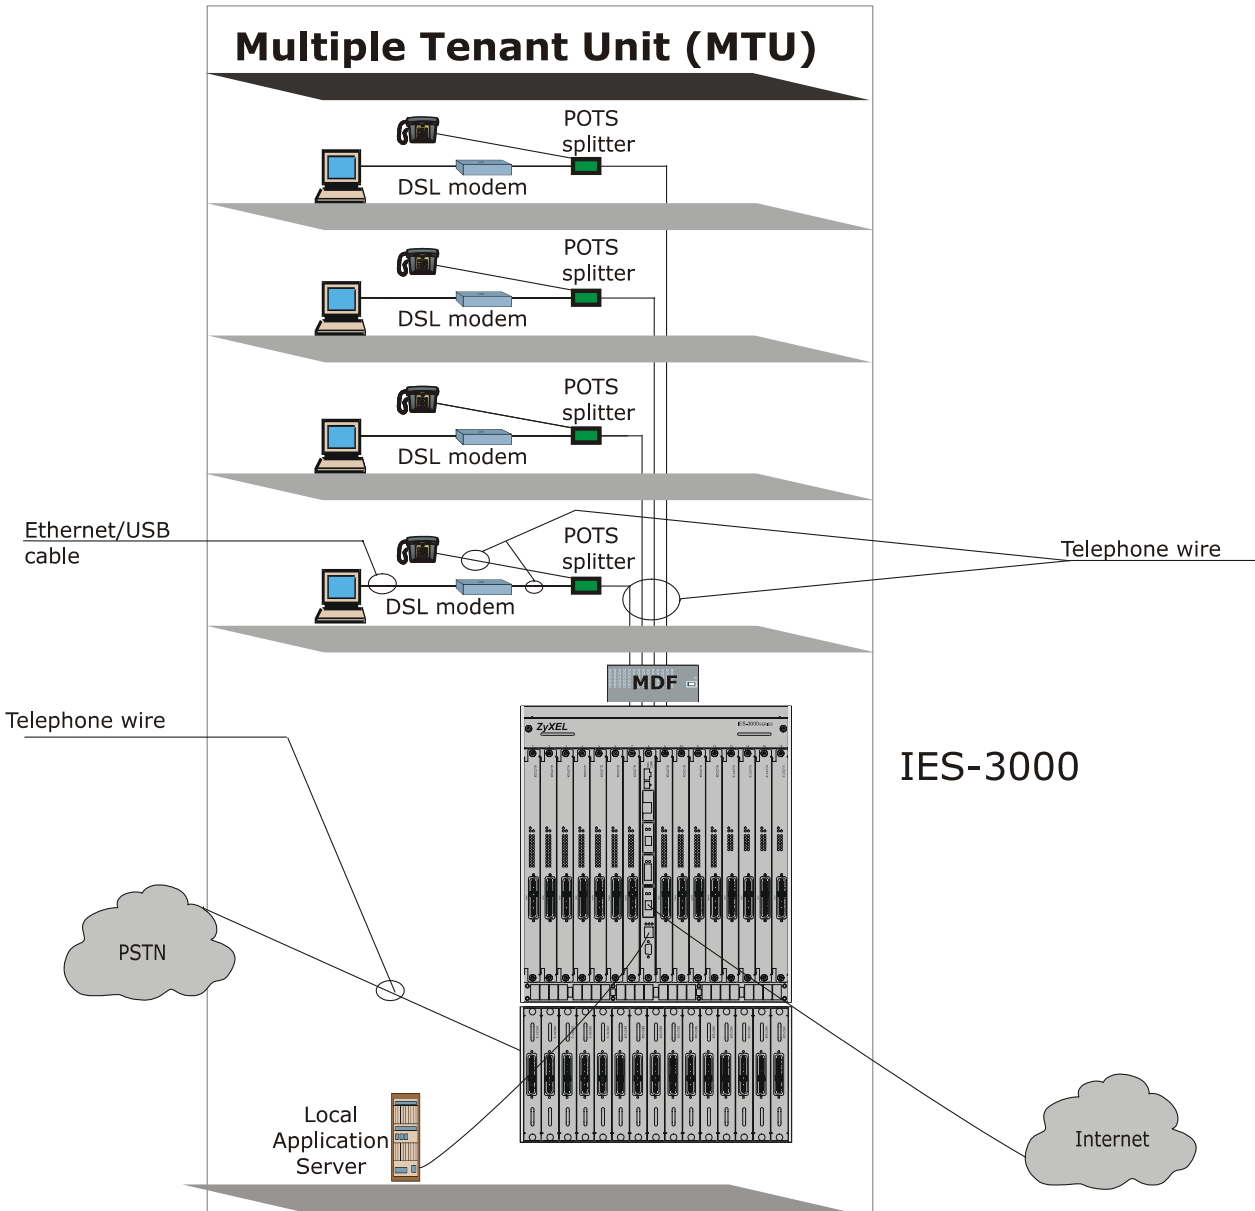 Multiple Tenant Unit (MTU)
POTS
splitter
DSL modem
POTS
splitter
DSL modem
POTS
splitter
DSL modem
Ethernet/USB
cable
POTS
splitter
Telephone wire
DSL modem
MDF
Telephone wire
ZyXEL
IES-3000
PSTN
Local
Application
Server
Internet